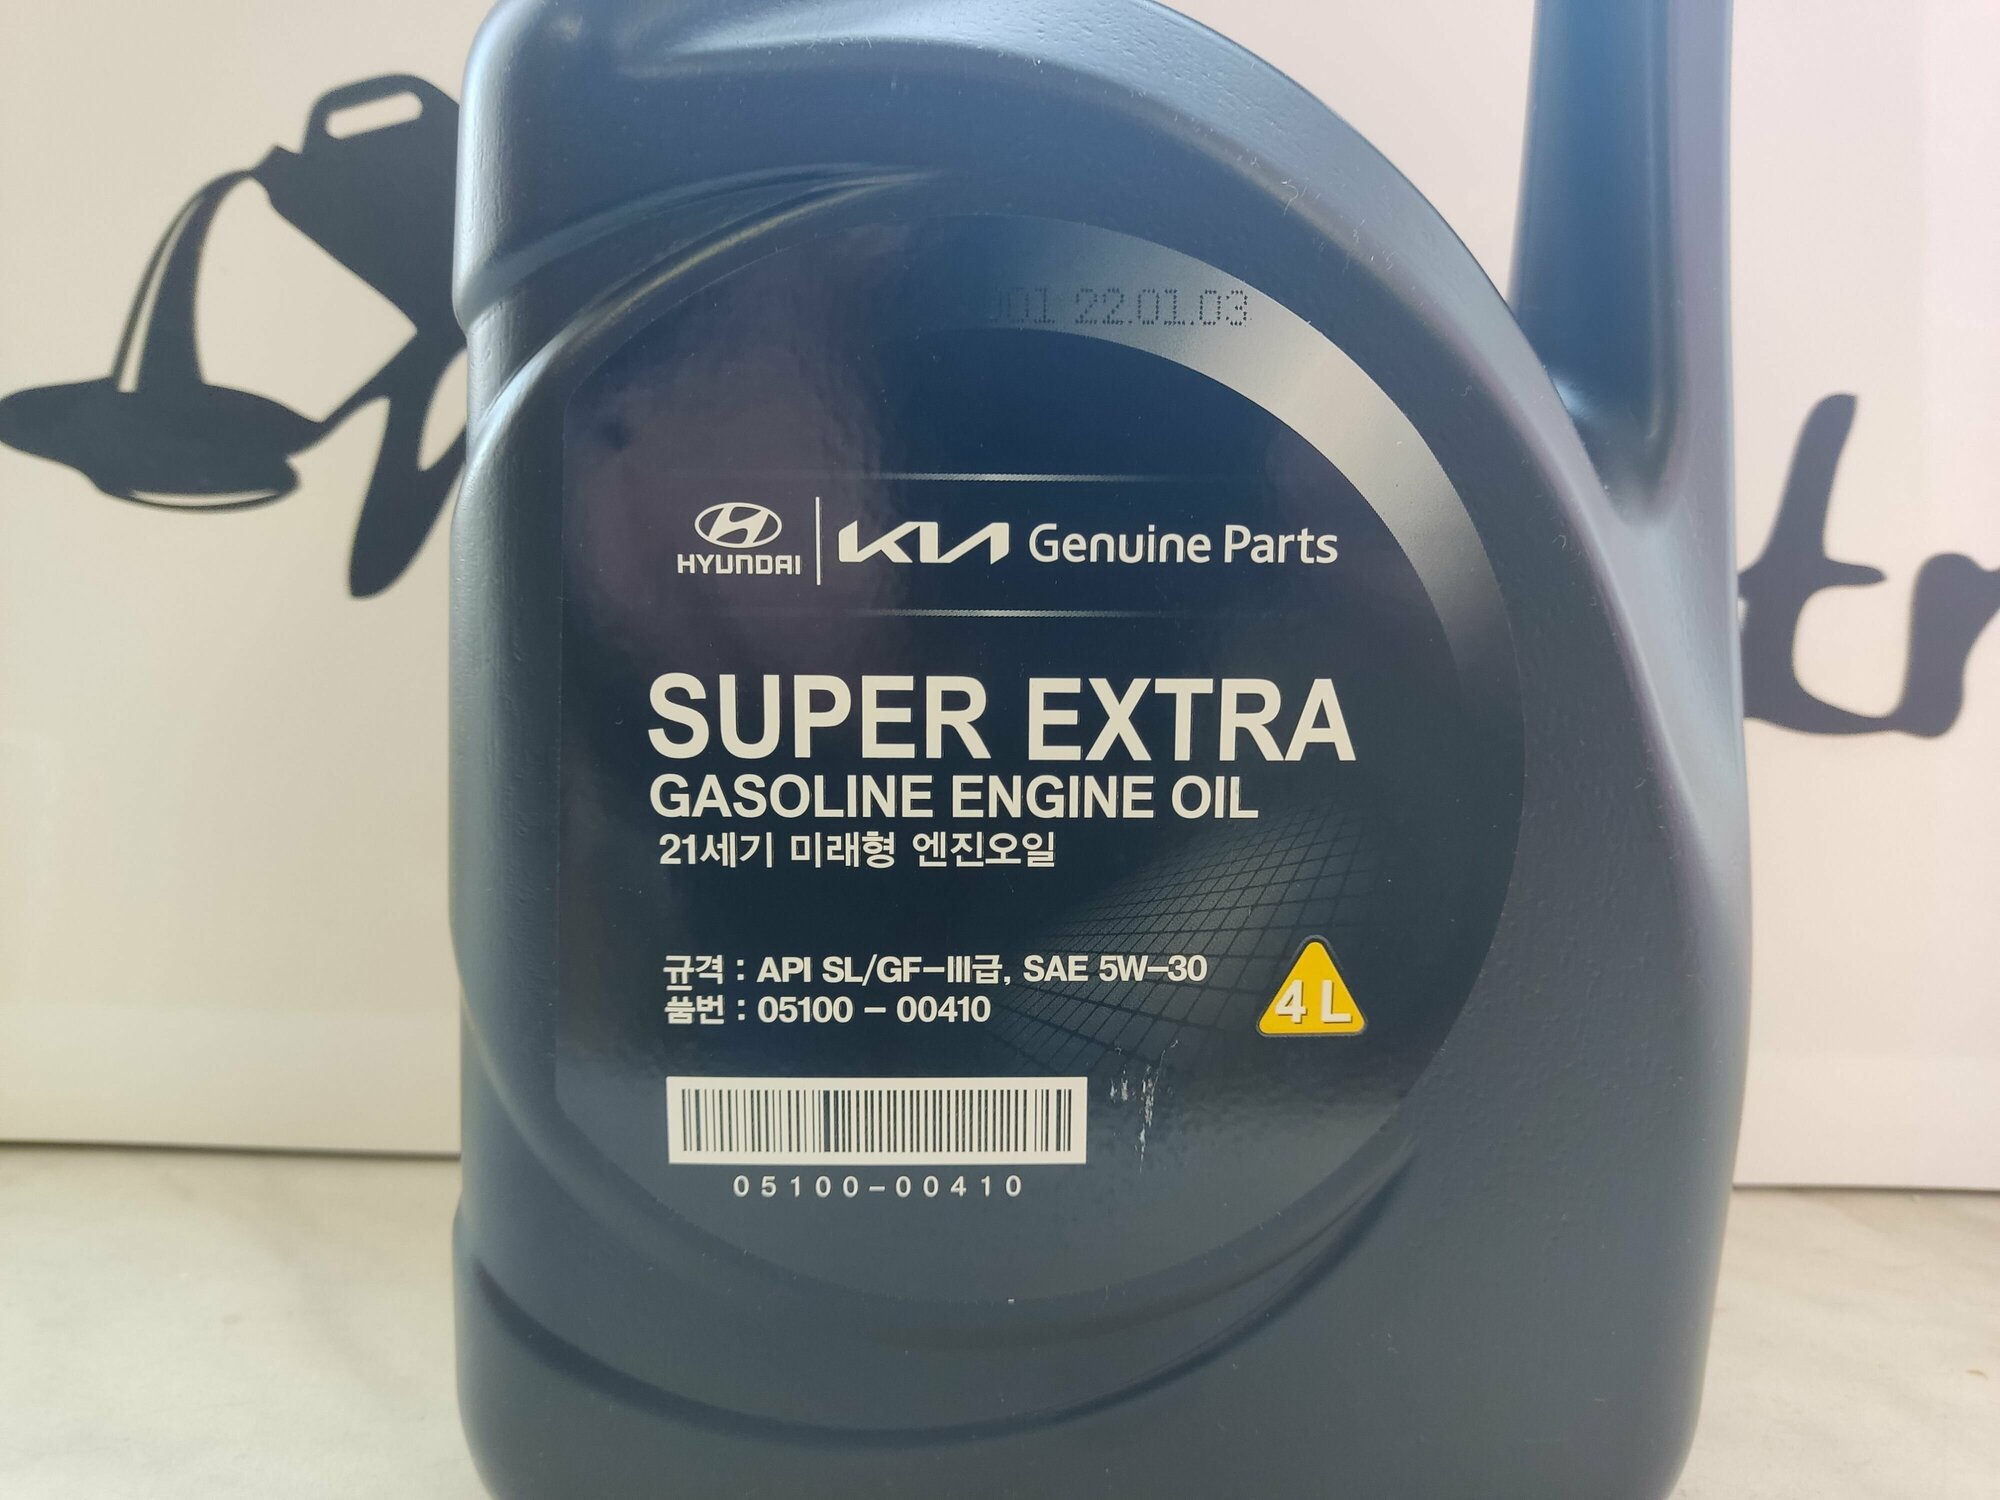 22.01.03
HYUNDAI KIA Genuine Parts
SUPER EXTRA
GASOLINE ENGINE OIL
21세기 미래형 엔진오일
규격 : API SL/GF-III급, SAE 5W-30
품번 : 05100 - 00410
4 L
05100-00410